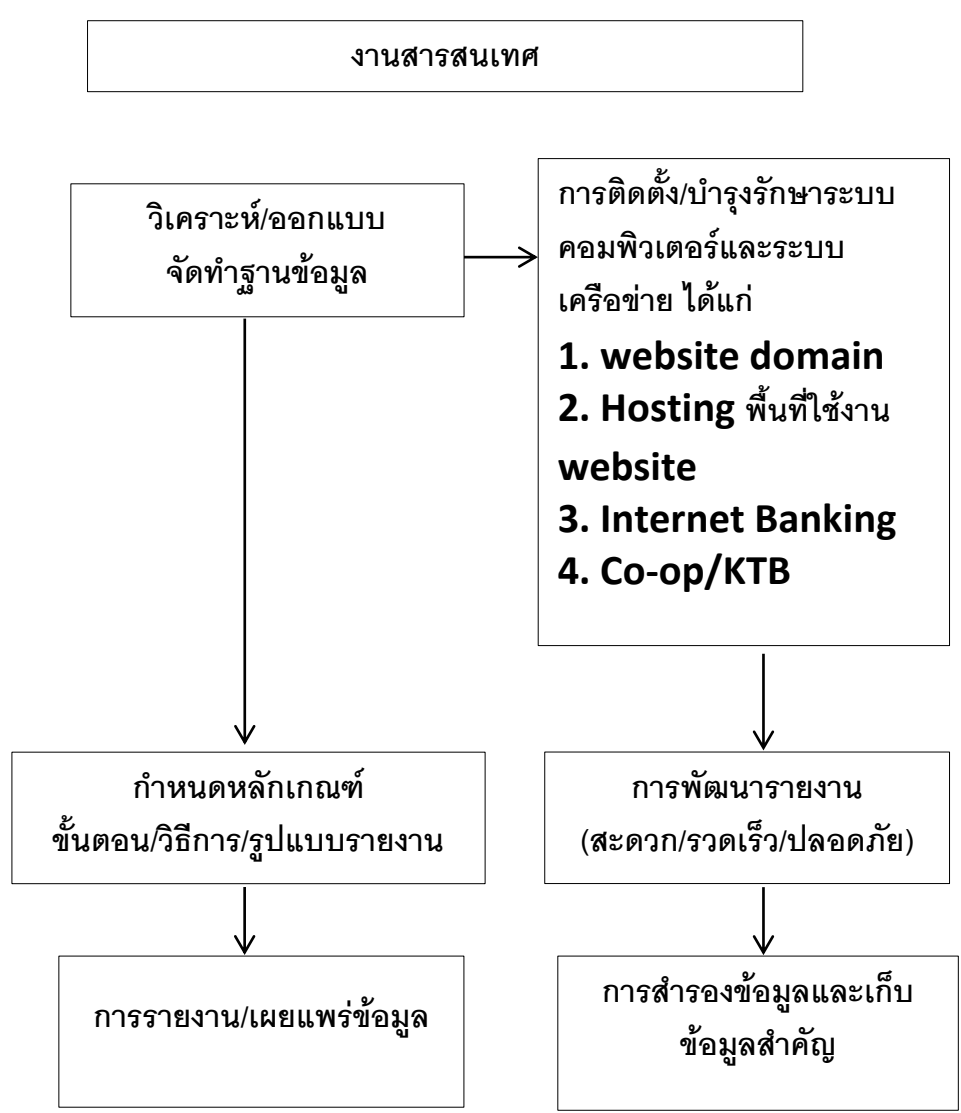 งานสารสนเทศ
วิเคราะห์/ออกแบบ
จัดทำฐานข้อมูล
การติดตั้ง/บำรุงรักษาระบบ
คอมพิวเตอร์และระบบ
เครือข่าย ได้แก่
1. website domain
2. Hosting พื้นที่ใช้งาน
website
3. Internet Banking
4. Co-op/KTB
กำหนดหลักเกณฑ์
ขั้นตอน/วิธีการ/รูปแบบรายงาน
การพัฒนารายงาน
(สะดวก/รวดเร็ว/ปลอดภัย)
การรายงาน/เผยแพร่ข้อมูล
การสำรองข้อมูลและเก็บ
ข้อมูลสำคัญ